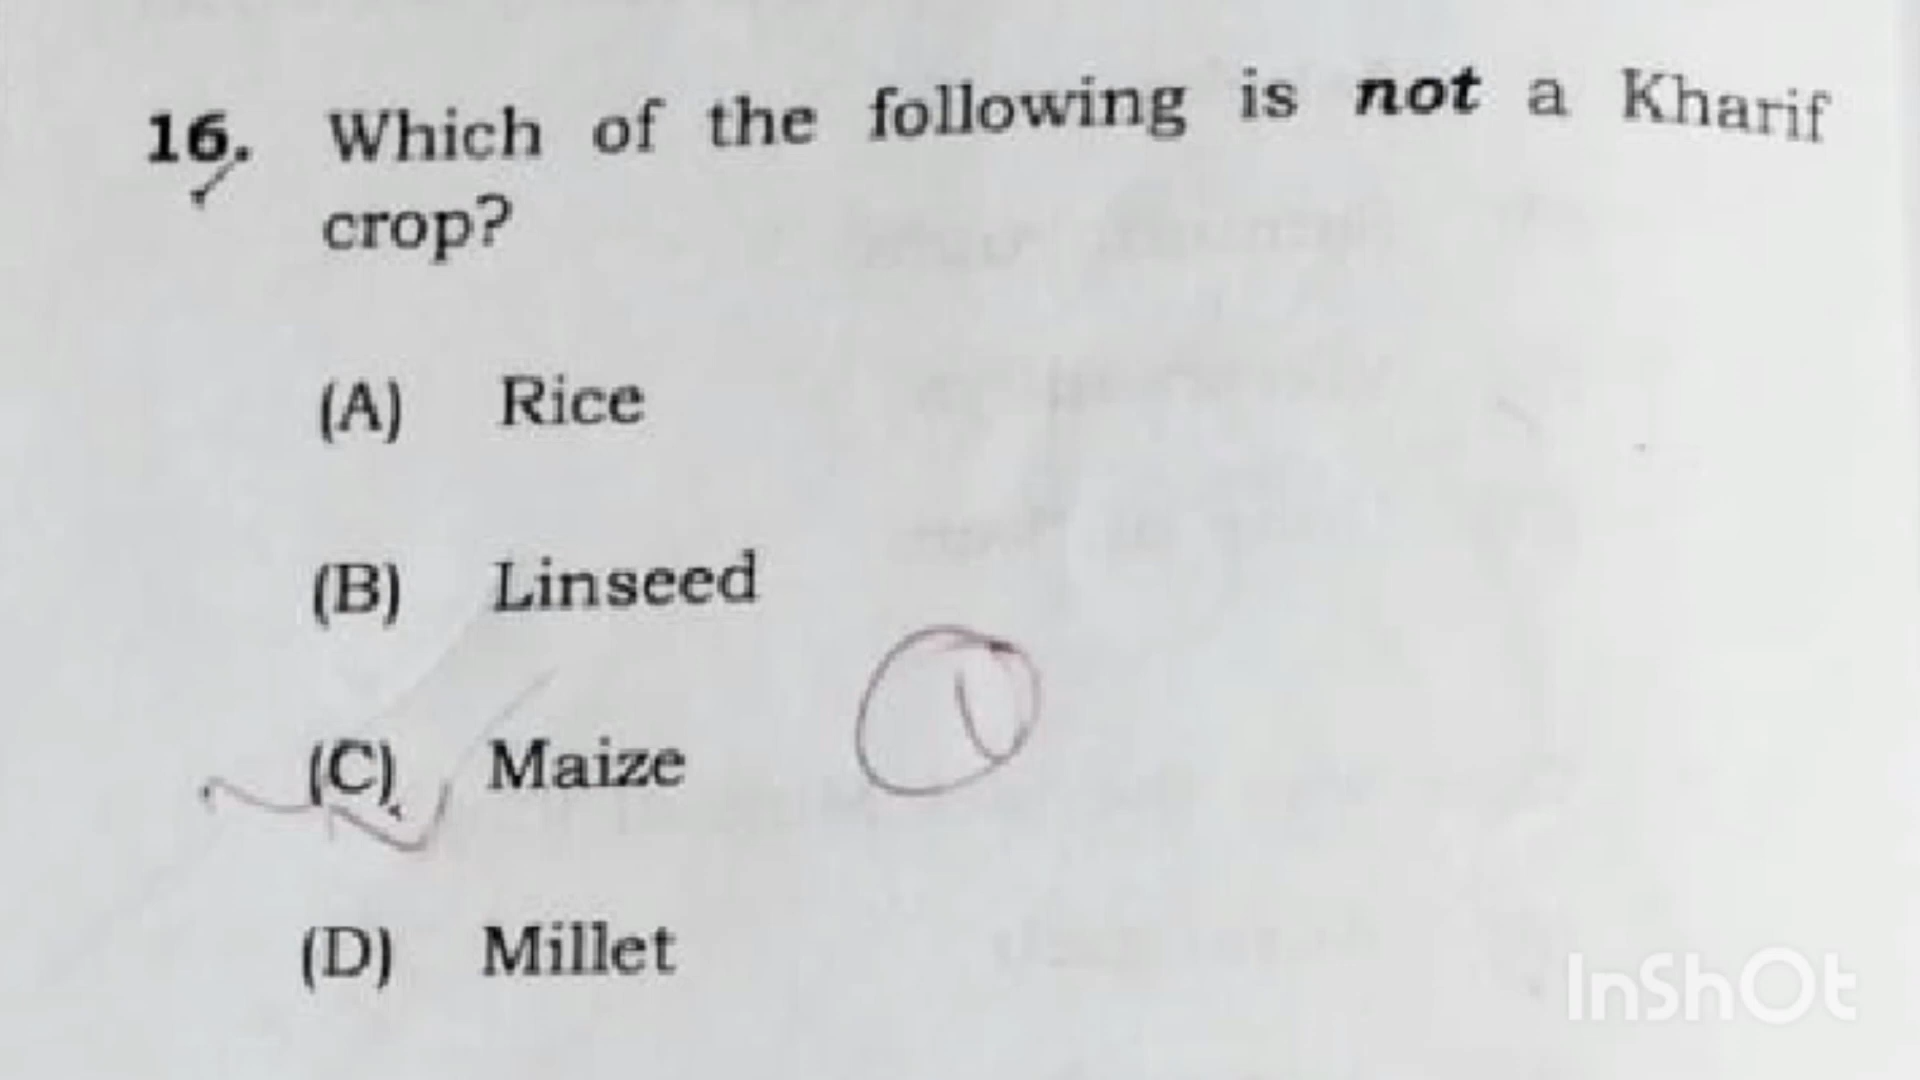 16. Which of the following is not a Kharif
crop?
(A) Rice
(B) Linseed
(C) Maize
(D) Millet
InShOt